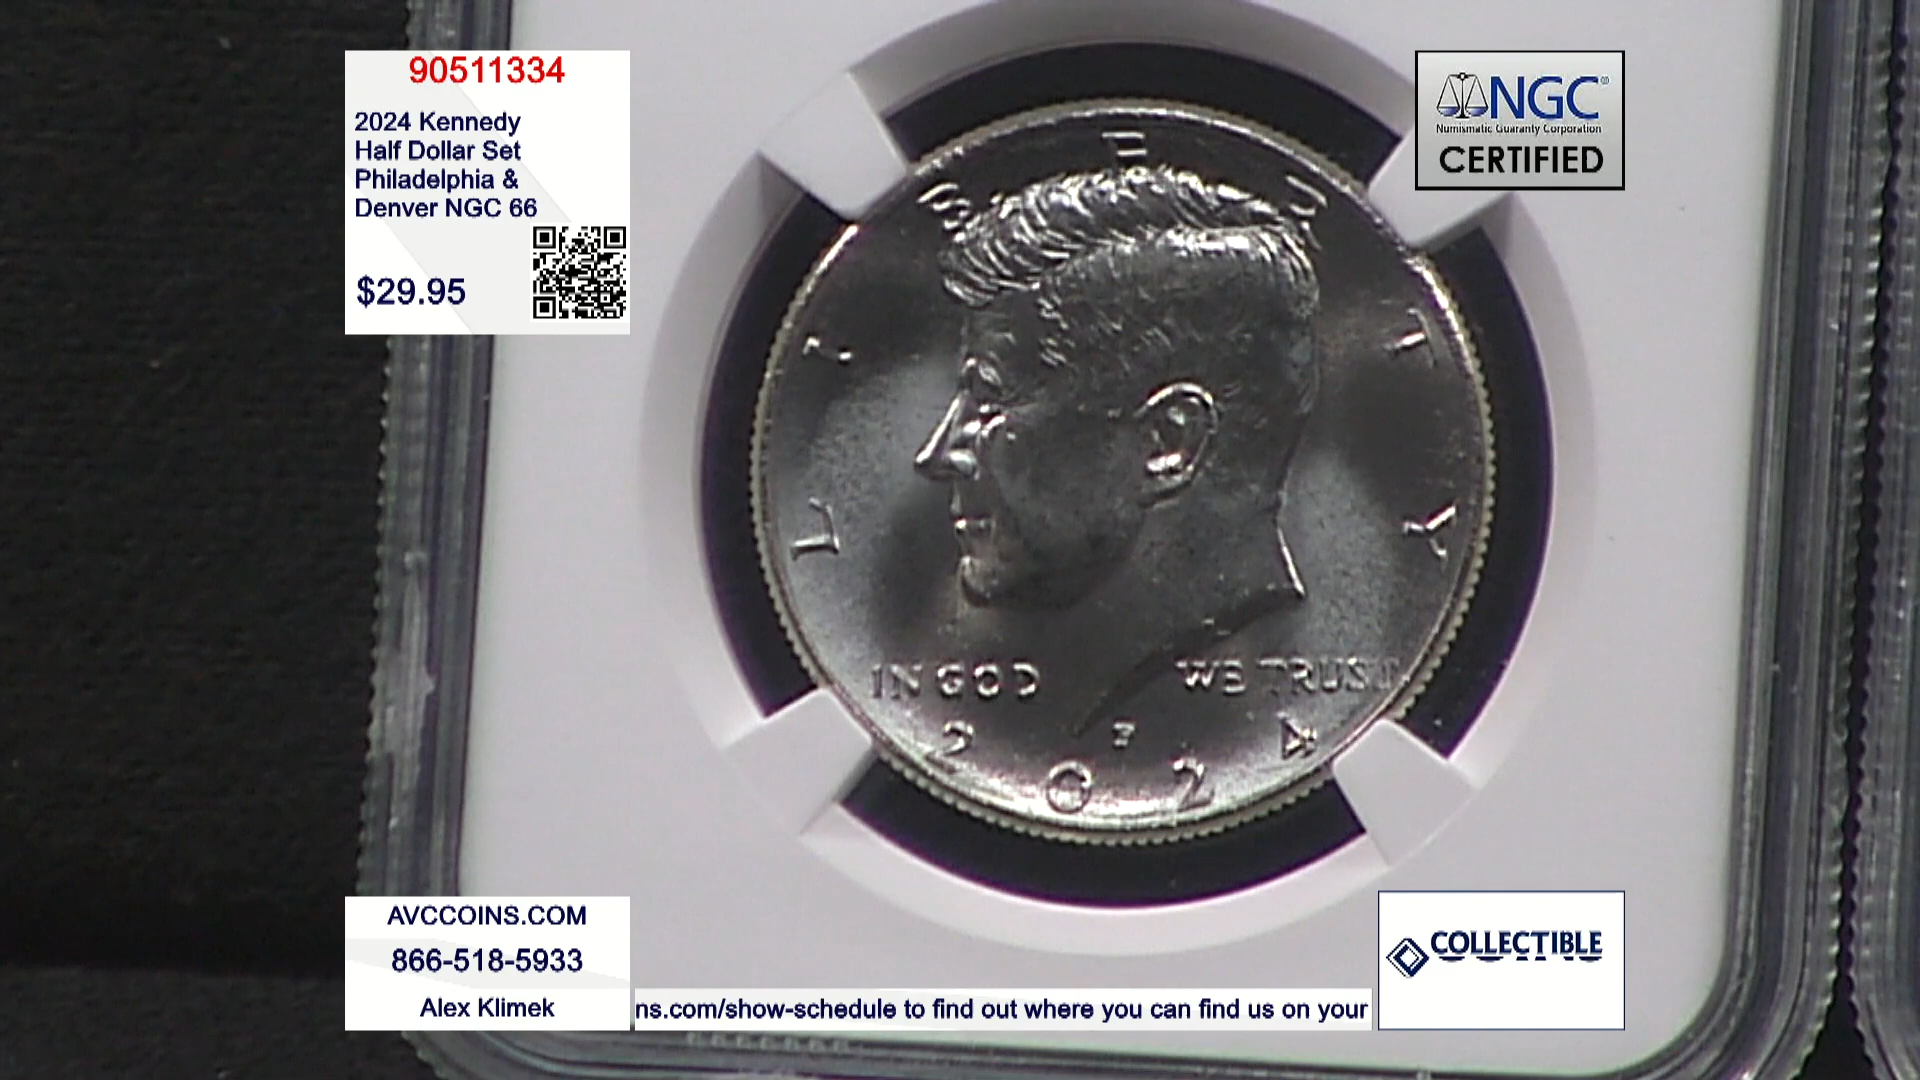 90511334
2024 Kennedy
Half Dollar Set
Philadelphia &
Denver NGC 66
$29.95
NGC
Numismatic Guaranty Corporation
CERTIFIED
LIBERTY
IN GOD WE TRUST
P
2024
AVCCOINS.COM
866-518-5933
Alex Klimek
ns.com/show-schedule to find out where you can find us on your
COLLECTIBLE